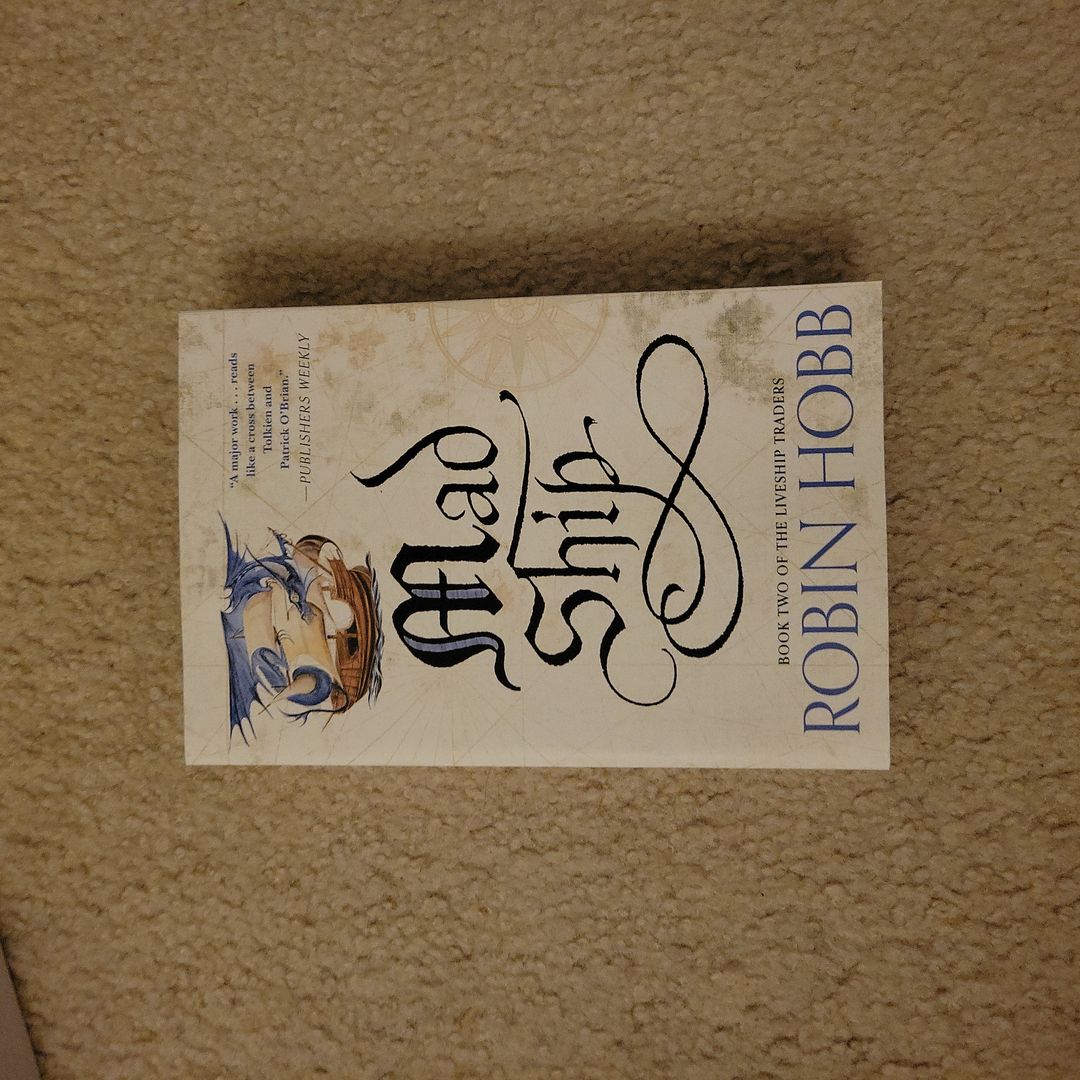 “A major work . . . reads
like a cross between
Tolkien and
Patrick O’Brian.”
—PUBLISHERS WEEKLY
Mad
Ship
BOOK TWO OF THE LIVESHIP TRADERS
ROBIN HOBB